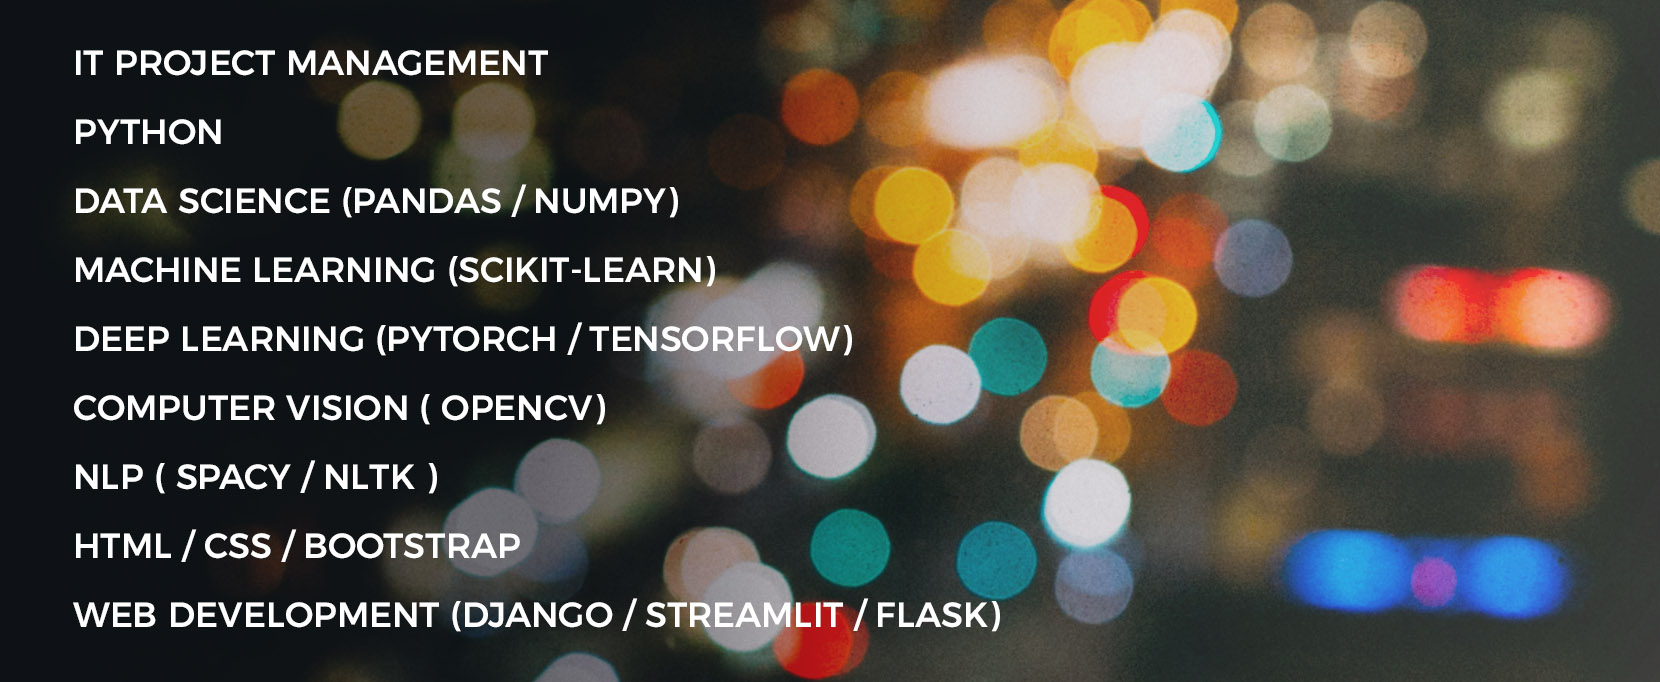 IT PROJECT MANAGEMENT
PYTHON
DATA SCIENCE (PANDAS / NUMPY)
MACHINE LEARNING (SCIKIT-LEARN)
DEEP LEARNING (PYTORCH / TENSORFLOW)
COMPUTER VISION ( OPENCV)
NLP ( SPACY / NLTK )
HTML / CSS / BOOTSTRAP
WEB DEVELOPMENT (DJANGO / STREAMLIT / FLASK)